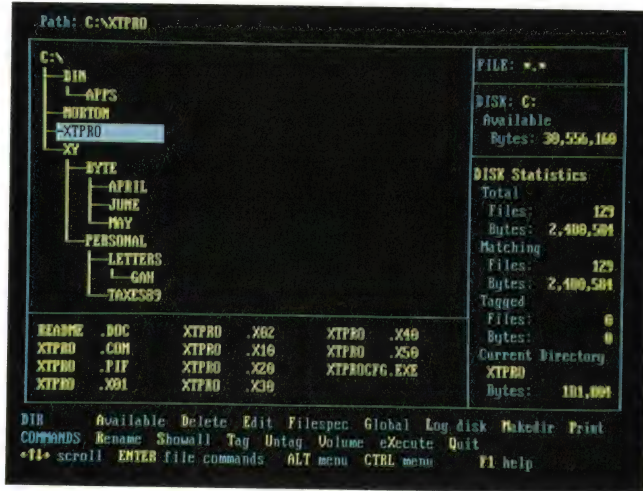 Path: C:\XTPRO
C:\
BIN
APPS
NORTON
XTPRO
XY
BYTE
APRIL
JUNE
MAY
PERSONAL
LETTERS
GAN
TAXES89
FILE: *.*
DISK: C:
Available
Bytes: 30,556,160
DISK Statistics
Total
Files: 129
Bytes: 2,400,504
Matching
Files: 129
Bytes: 2,400,504
Tagged
Files: 0
Bytes: 0
Current Directory
XTPRO
Bytes: 181,004
README .DOC XTPRO .X02 XTPRO .X40
XTPRO .COM XTPRO .X10 XTPRO .X50
XTPRO .PIF XTPRO .X20 XTPROCFG.EXE
XTPRO .X01 XTPRO .X30
DIR Available Delete Edit Filespec Global Log disk Makedir Print
COMMANDS Rename Showall Tag Untag Volume eXecute Quit
←↑↓→ scroll ENTER file commands ALT menu CTRL menu F1 help